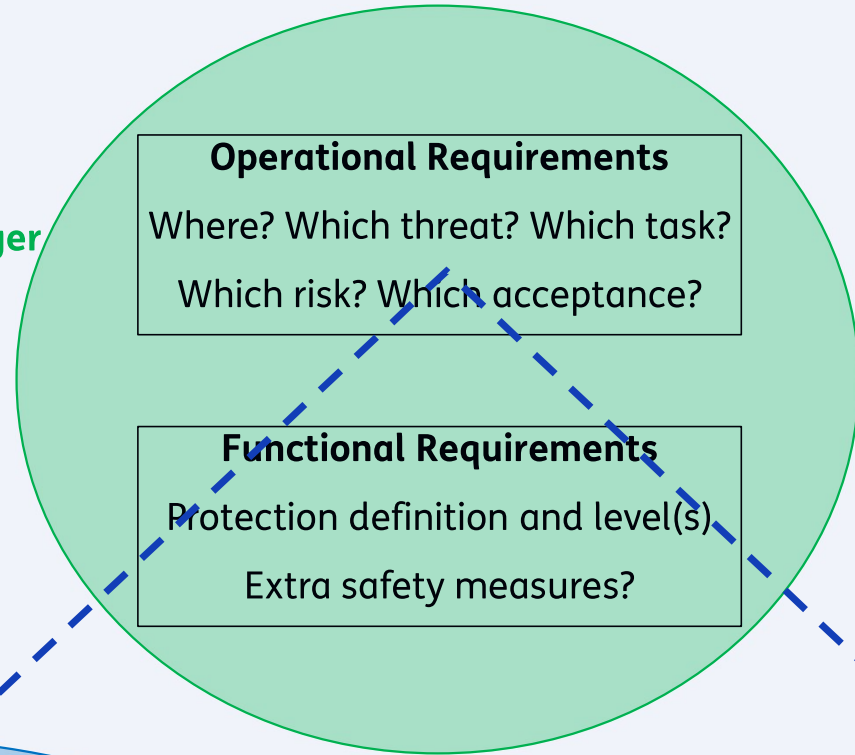 Operational Requirements
Where? Which threat? Which task?
Which risk? Which acceptance?
Functional Requirements
Protection definition and level(s)
Extra safety measures?